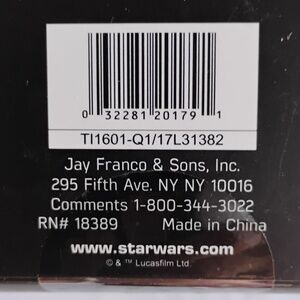 0 32281 20179 1
TI1601-Q1/17L31382
Jay Franco & Sons, Inc.
295 Fifth Ave. NY NY 10016
Comments 1-800-344-3022
RN# 18389 Made in China
www.starwars.com
© & ™ Lucasfilm Ltd.